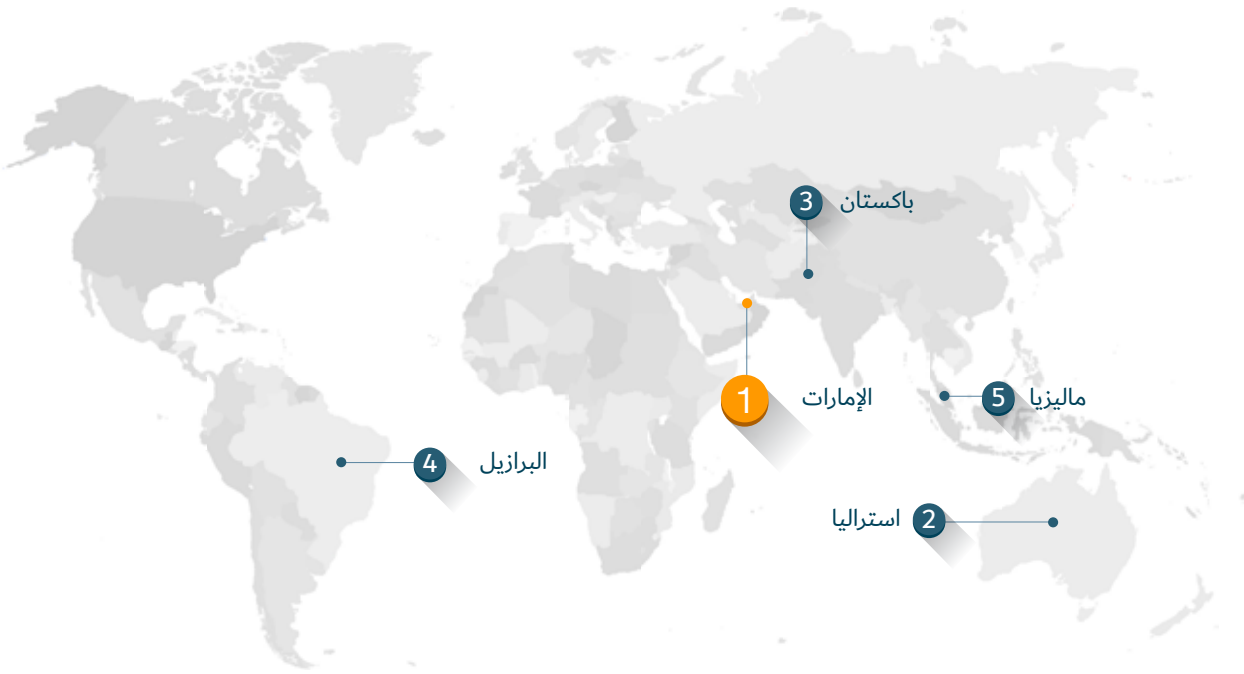 3 باكستان
1 الإمارات
5 ماليزيا
4 البرازيل
2 استراليا